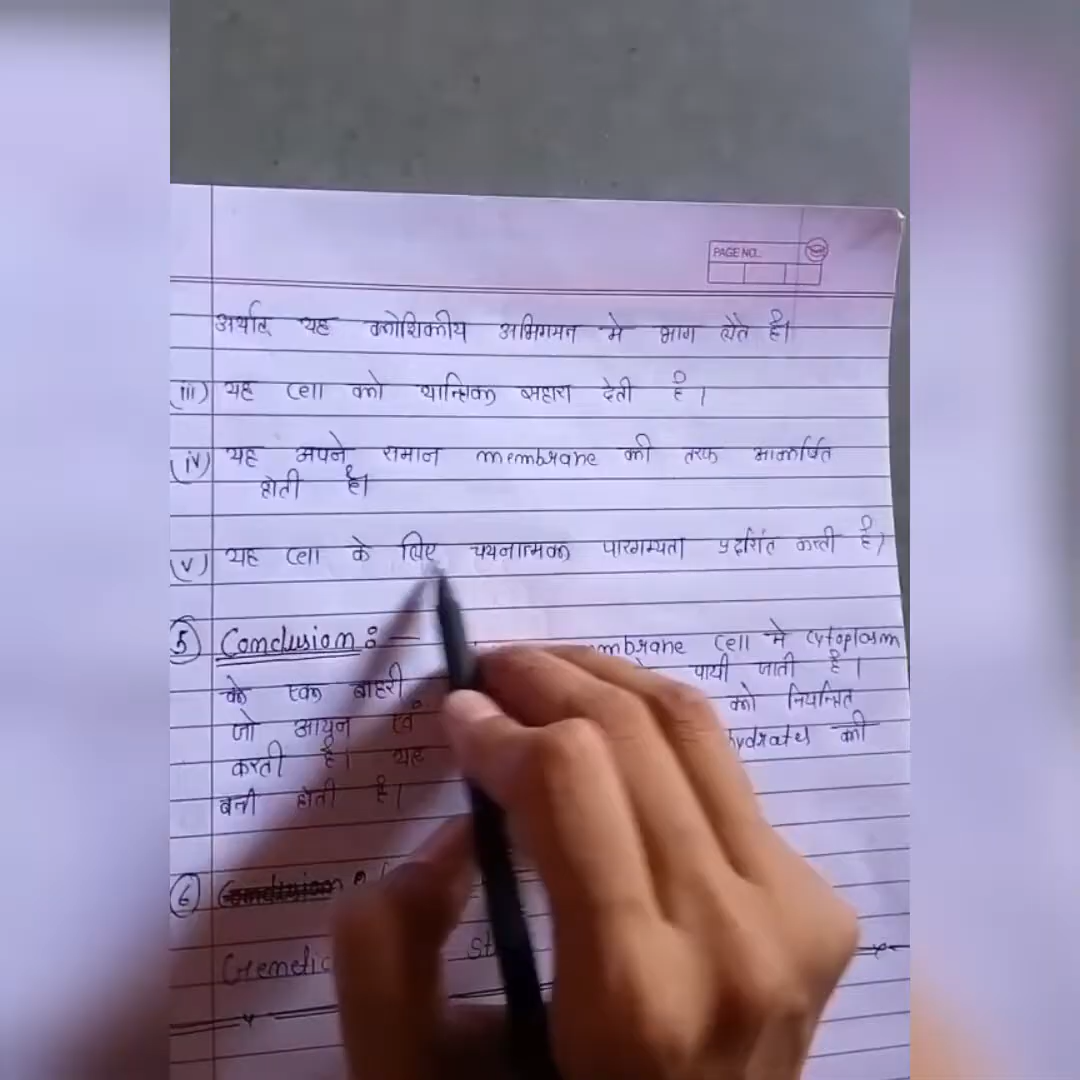 PAGE NO.
अर्थात् यह कोशिकीय अभिगमन मे भाग लेते है।
(iii) यह cell को यान्त्रिक सहारा देती है।
(iv) यह अपने समान membrane की तरफ आकर्षित
होती है।
(v) यह cell के लिए चयनात्मक पारगम्यता प्रदर्शित करती है।
5 Conclusion :— membrane cell मे cytoplasm
के एक बाहरी पायी जाती है।
जो आयन एवं को नियन्त्रित
करती है। यह की
बनी होती है।
6
Genetic